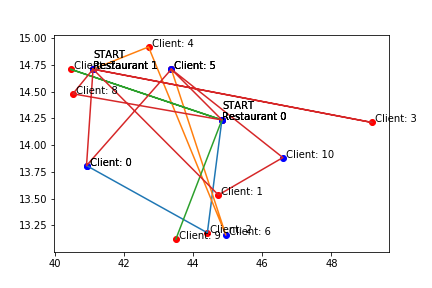 15.00
Client: 4
START
14.75
Client:
Restaurant 1
Client: 5
14.50
Client: 8
START
14.25
Restaurant 0
Client: 3
14.00
Client: 10
13.75
Client: 0
13.50
Client: 1
13.25
Client: 2
Client: 9
Client: 6
40 42 44 46 48